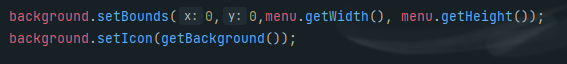 background.setBounds( x: 0, y: 0,menu.getWidth(), menu.getHeight());
background.setIcon(getBackground());